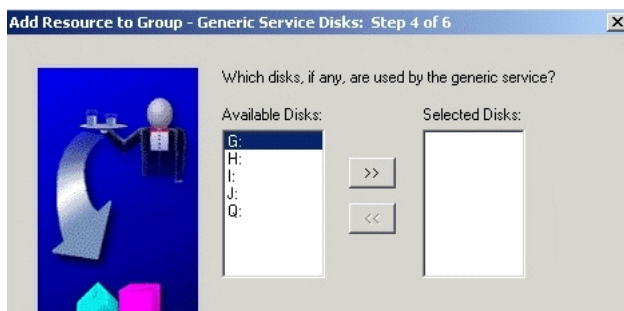 Add Resource to Group - Generic Service Disks: Step 4 of 6
Which disks, if any, are used by the generic service?
Available Disks: Selected Disks:
G:
H:
I:
J:
Q:
>>
<<